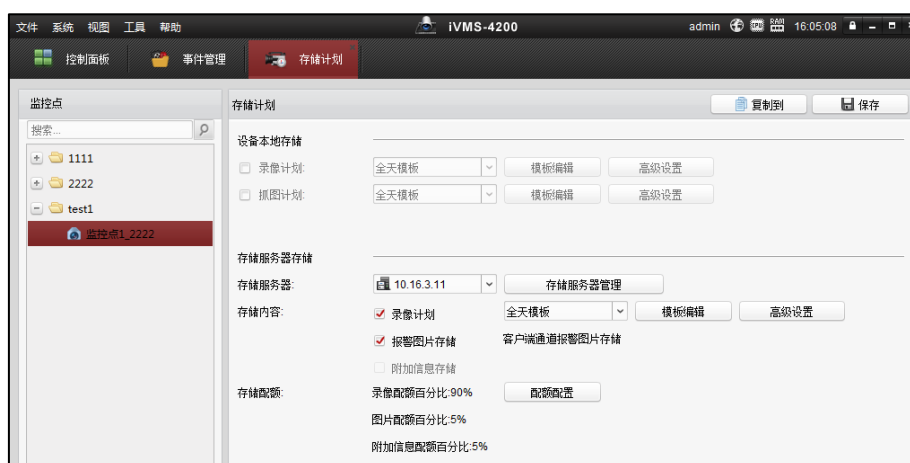 文件 系统 视图 工具 帮助 iVMS-4200 admin CPU RAM 16:05:08
控制面板 事件管理 存储计划
监控点 存储计划 复制到 保存
搜索...
设备本地存储
1111 录像计划: 全天模板 模板编辑 高级设置
2222 抓图计划: 全天模板 模板编辑 高级设置
test1
监控点1_2222
存储服务器存储
存储服务器: 10.16.3.11 存储服务器管理
存储内容: 录像计划 全天模板 模板编辑 高级设置
报警图片存储 客户端通道报警图片存储
附加信息存储
存储配额: 录像配额百分比:90% 配额配置
图片配额百分比:5%
附加信息配额百分比:5%